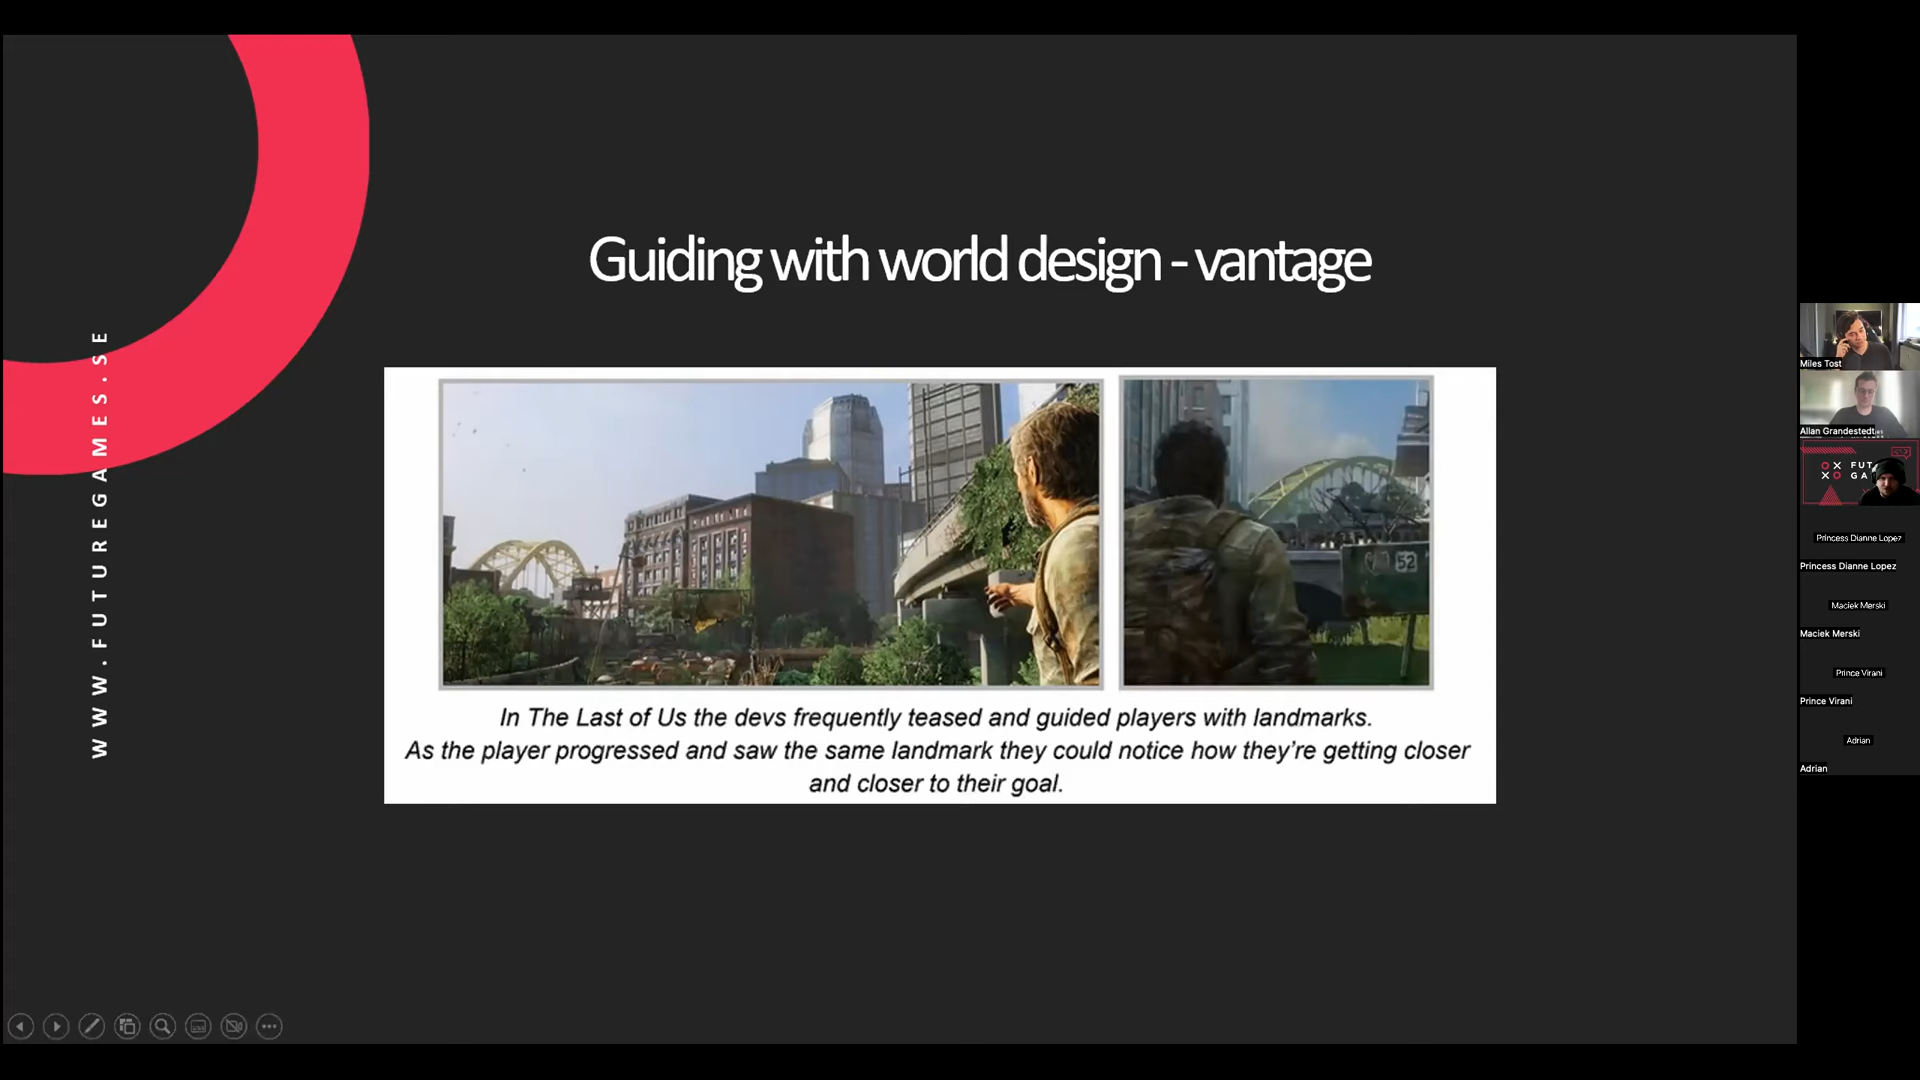 Guiding with world design - vantage
WWW.FUTUREGAMES.SE
52
In The Last of Us the devs frequently teased and guided players with landmarks.
As the player progressed and saw the same landmark they could notice how they're getting closer
and closer to their goal.
Miles Tost
Allan Grandestedt
FUT
GA
Princess Dianne Lopez
Princess Dianne Lopez
Maciek Merski
Maciek Merski
Prince Virani
Prince Virani
Adrian
Adrian